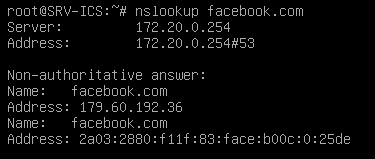 root@SRV-ICS:~# nslookup facebook.com
Server:         172.20.0.254
Address:        172.20.0.254#53

Non-authoritative answer:
Name:   facebook.com
Address: 179.60.192.36
Name:   facebook.com
Address: 2a03:2880:f11f:83:face:b00c:0:25de